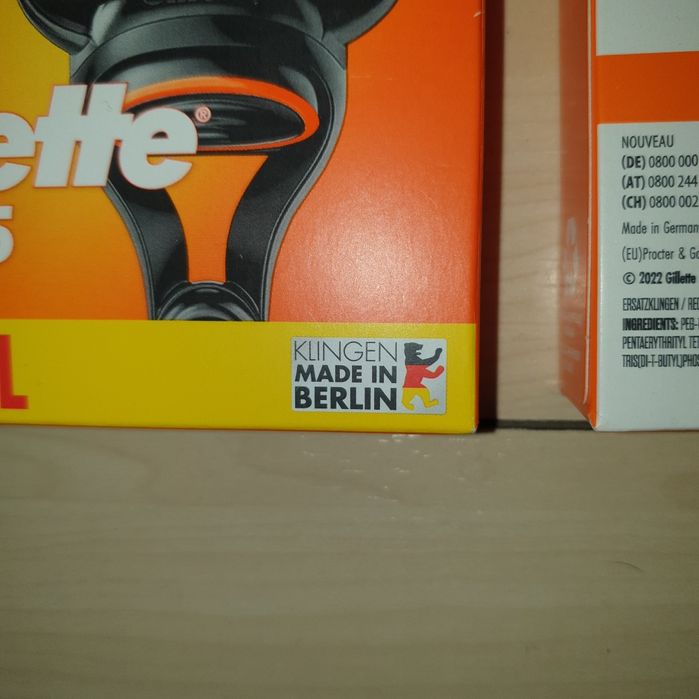 ette®
5
L
KLINGEN
MADE IN
BERLIN
NOUVEAU
(DE) 0800 000
(AT) 0800 244
(CH) 0800 002
Made in German
(EU)Procter & Ga
© 2022 Gillette
ERSATZKLINGEN / RE
INGREDIENTS: PEG-
PENTAERYTHRITYL TET
TRIS(DI-T-BUTYL)PHOS